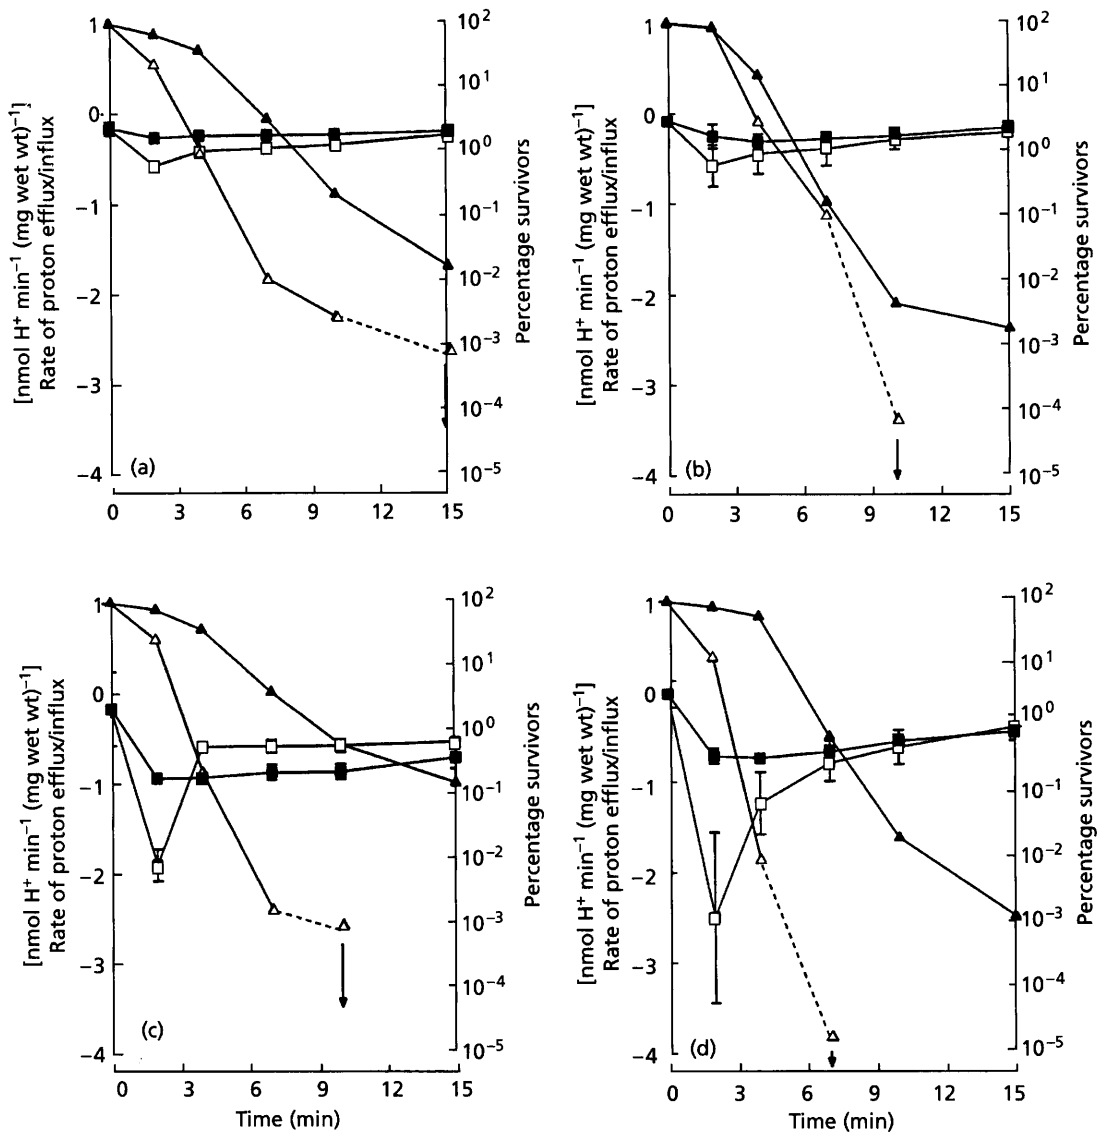 1
0
−1
−2
−3
−4
[nmol H⁺ min⁻¹ (mg wet wt)⁻¹]
Rate of proton efflux/influx
10²
10¹
10⁰
10⁻¹
10⁻²
10⁻³
10⁻⁴
10⁻⁵
Percentage survivors
(a)
0 3 6 9 12 15
1
0
−1
−2
−3
−4
[nmol H⁺ min⁻¹ (mg wet wt)⁻¹]
Rate of proton efflux/influx
10²
10¹
10⁰
10⁻¹
10⁻²
10⁻³
10⁻⁴
10⁻⁵
Percentage survivors
(b)
0 3 6 9 12 15
1
0
−1
−2
−3
−4
[nmol H⁺ min⁻¹ (mg wet wt)⁻¹]
Rate of proton efflux/influx
10²
10¹
10⁰
10⁻¹
10⁻²
10⁻³
10⁻⁴
10⁻⁵
Percentage survivors
(c)
0 3 6 9 12 15
Time (min)
1
0
−1
−2
−3
−4
[nmol H⁺ min⁻¹ (mg wet wt)⁻¹]
Rate of proton efflux/influx
10²
10¹
10⁰
10⁻¹
10⁻²
10⁻³
10⁻⁴
10⁻⁵
Percentage survivors
(d)
0 3 6 9 12 15
Time (min)